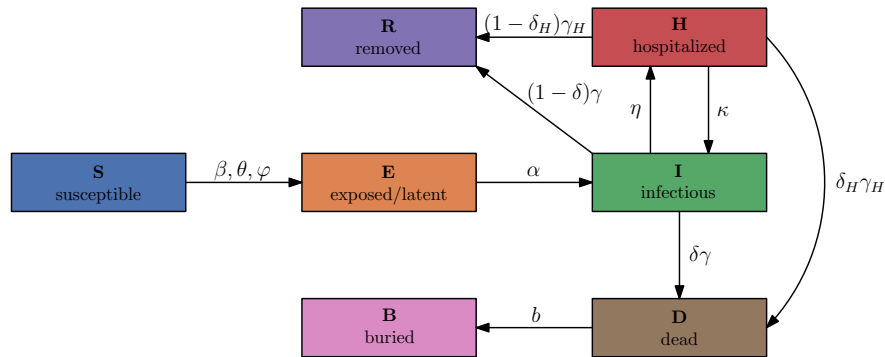 R
removed
(1 − δ_H)γ_H
H
hospitalized
(1 − δ)γ
η
κ
S
susceptible
β, θ, φ
E
exposed/latent
α
I
infectious
δ_Hγ_H
δγ
B
buried
b
D
dead